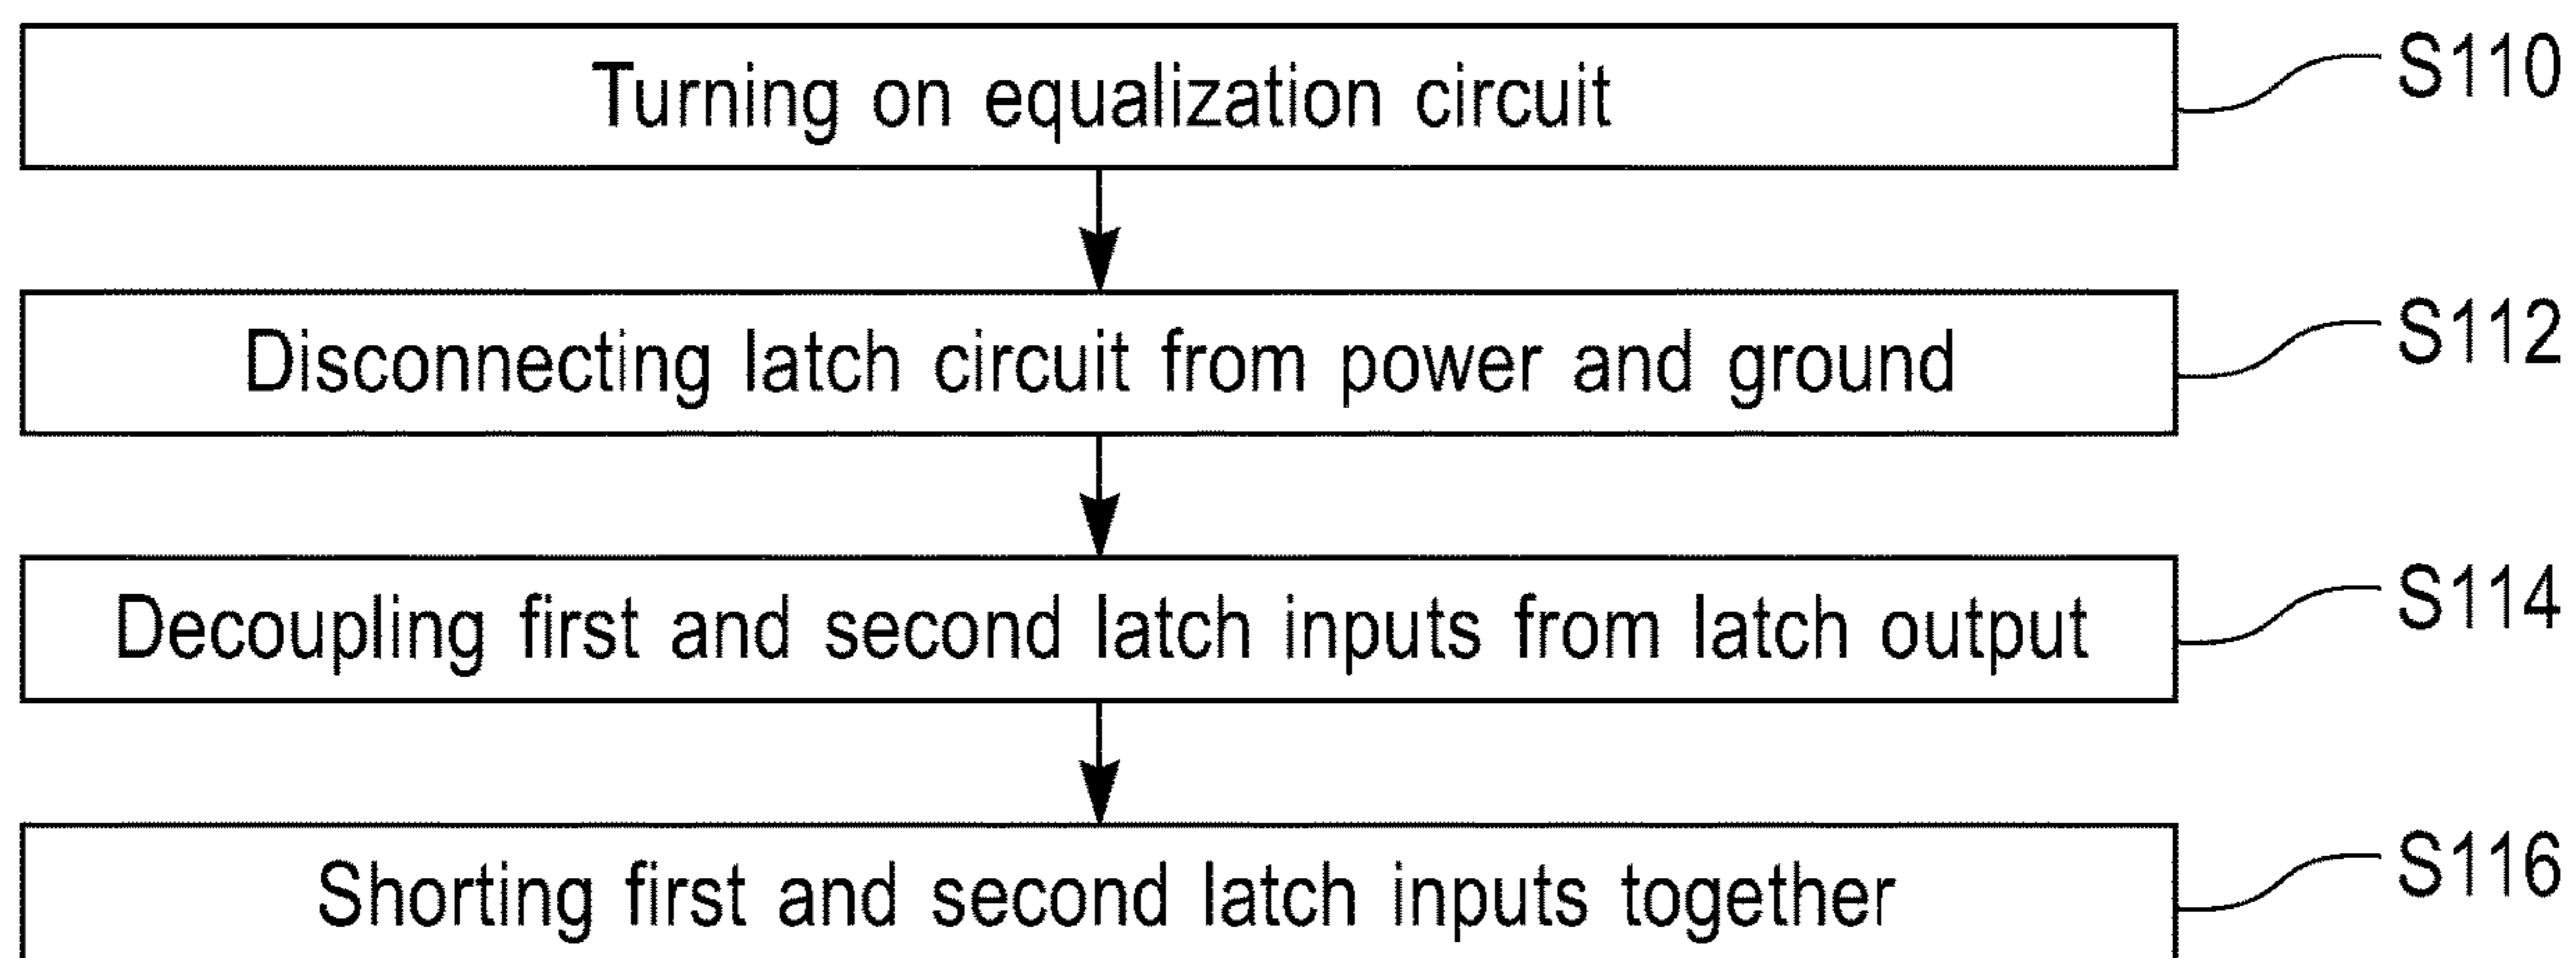 Turning on equalization circuit
S110
Disconnecting latch circuit from power and ground
S112
Decoupling first and second latch inputs from latch output
S114
Shorting first and second latch inputs together
S116